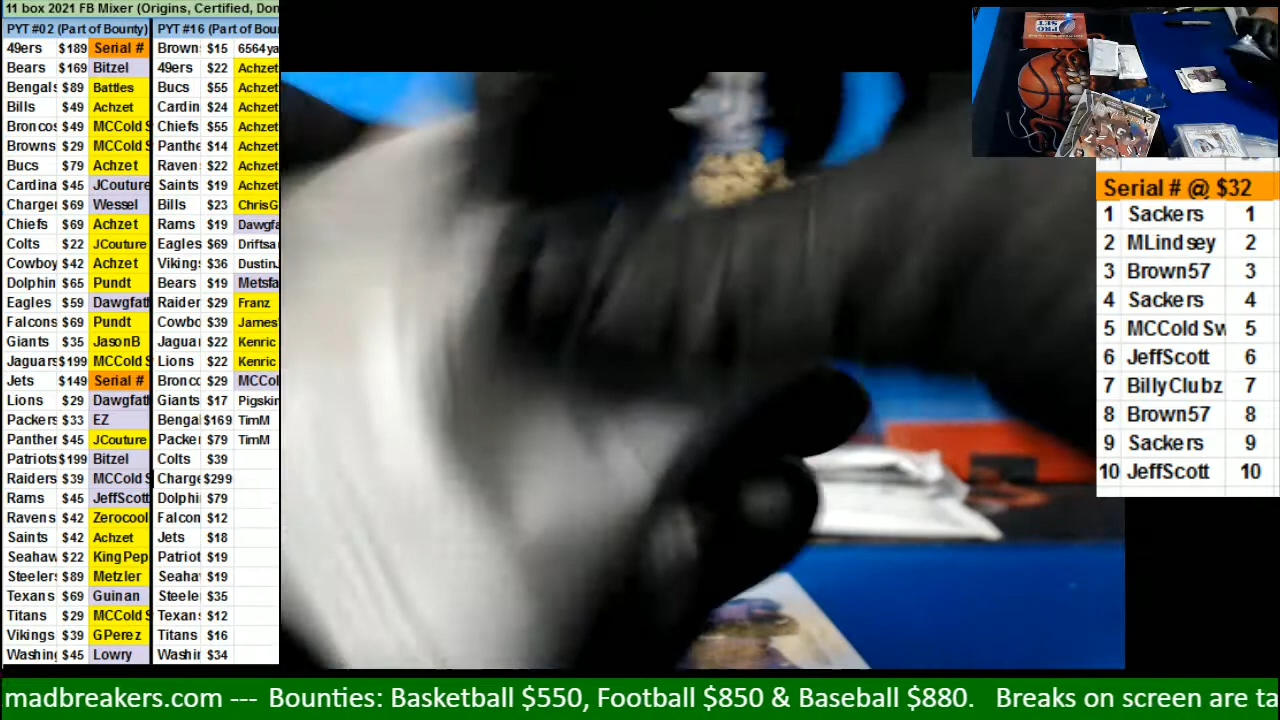 11 box 2021 FB Mixer (Origins, Certified, Don
PYT #02 (Part of Bounty) PYT #16 (Part of Boun
49ers $189 Serial # Brown $15 6564ya
Bears $169 Bitzel 49ers $22 Achzet
Bengals $89 Battles Bucs $55 Achzet
Bills $49 Achzet Cardin $24 Achzet
Broncos $49 MCCold S Chiefs $55 Achzet
Browns $29 MCCold S Panthe $14 Achzet
Bucs $79 Achzet Raven $22 Achzet
Cardina $45 JCouture Saints $19 Achzet
Charger $69 Wessel Bills $23 ChrisG
Chiefs $69 Achzet Rams $19 Dawgfa
Colts $22 JCouture Eagles $69 Driftsa
Cowboy $42 Achzet Viking $36 Dustin
Dolphin $65 Pundt Bears $19 Metsfa
Eagles $59 Dawgfath Raider $29 Franz
Falcons $69 Pundt Cowbo $39 James
Giants $35 JasonB Jaguar $22 Kenric
Jaguars $199 MCCold S Lions $22 Kenric
Jets $149 Serial # Bronco $29 MCCol
Lions $29 Dawgfath Giants $17 Pigskin
Packers $33 EZ Bengal $169 TimM
Panther $45 JCouture Packe $79 TimM
Patriots $199 Bitzel Colts $39
Raiders $39 MCCold S Charge $299
Rams $45 JeffScott Dolphi $79
Ravens $42 Zerocool Falcon $12
Saints $42 Achzet Jets $18
Seahaw $22 KingPep Patriot $19
Steelers $89 Metzler Seaha $19
Texans $69 Guinan Steele $35
Titans $29 MCCold S Texans $12
Vikings $39 GPerez Titans $16
Washing $45 Lowry Washin $34
PRO SET
Serial # @ $32
1 Sackers 1
2 MLindsey 2
3 Brown57 3
4 Sackers 4
5 MCCold Sw 5
6 JeffScott 6
7 BillyClubz 7
8 Brown57 8
9 Sackers 9
10 JeffScott 10
madbreakers.com --- Bounties: Basketball $550, Football $850 & Baseball $880. Breaks on screen are ta